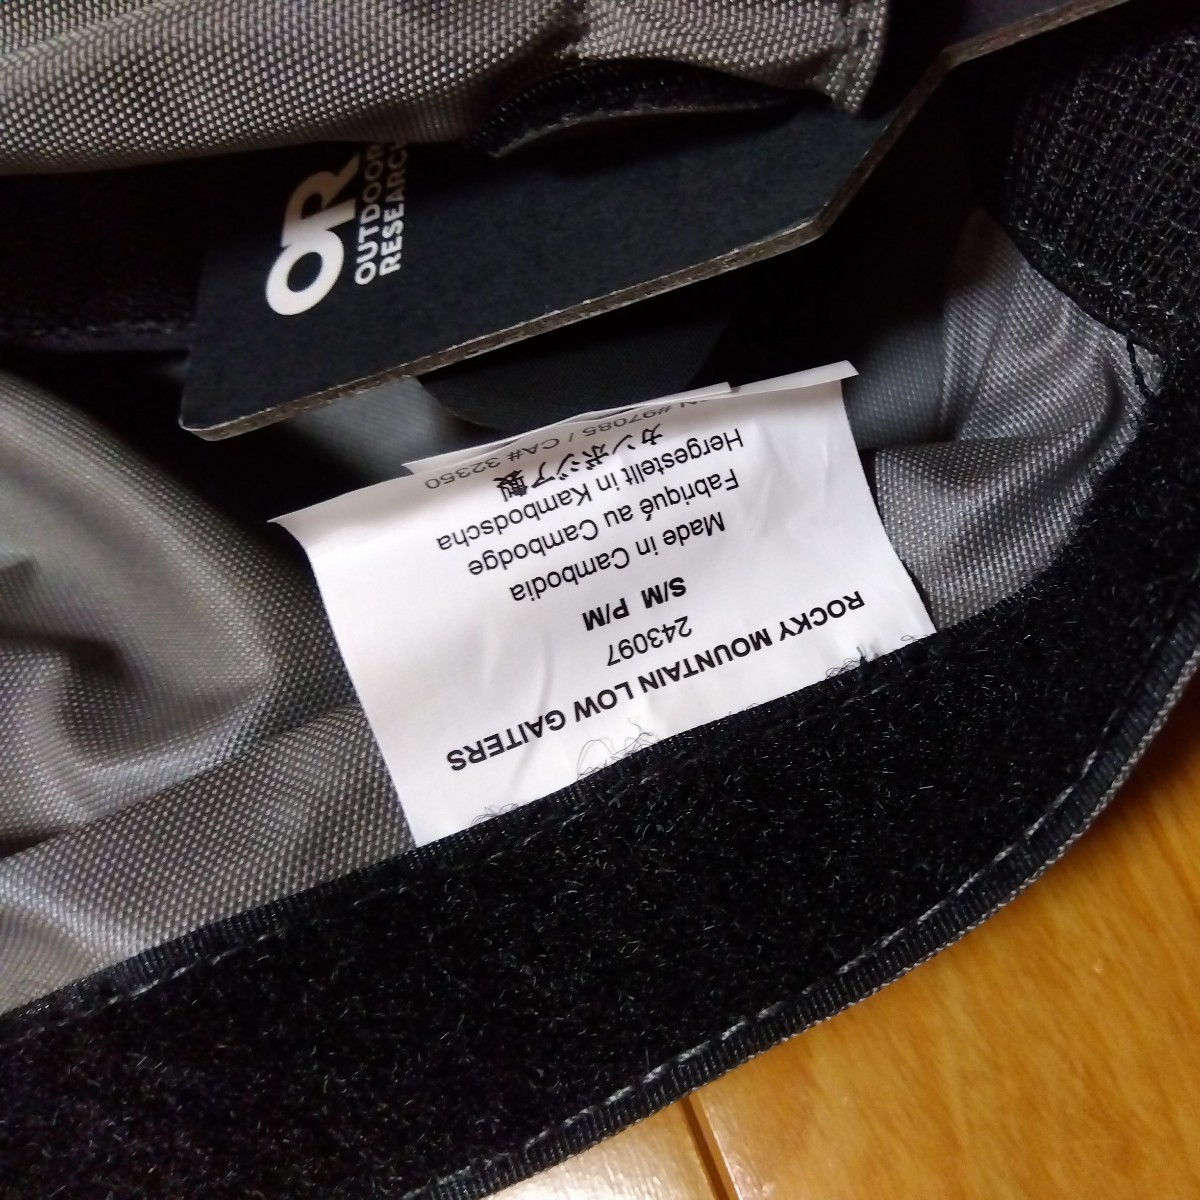 OR
OUTDOOR
RESEARCH
ROCKY MOUNTAIN LOW GAITERS
243097
S/M P/M
Made in Cambodia
Fabriqué au Cambodge
Hergestellt in Kambodscha
カンボジア製
#97085 / CA# 32350